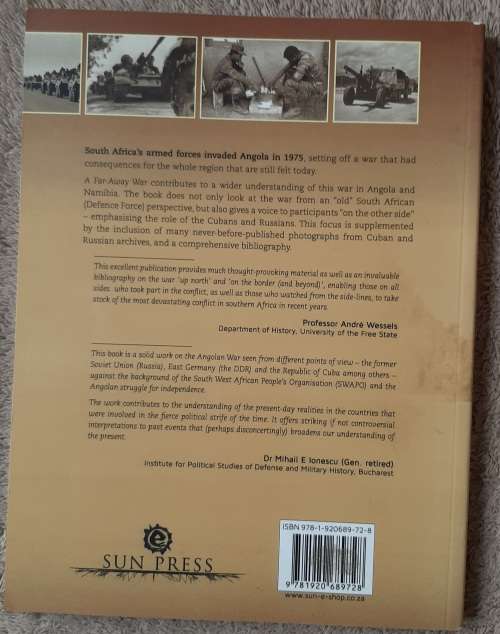 South Africa's armed forces invaded Angola in 1975, setting off a war that had
consequences for the whole region that are still felt today.
A Far-Away War contributes to a wider understanding of this war in Angola and
Namibia. The book does not only look at the war from an "old" South African
(Defence Force) perspective, but also gives a voice to participants "on the other side"
– emphasising the role of the Cubans and Russians. This focus is supplemented
by the inclusion of many never-before-published photographs from Cuban and
Russian archives, and a comprehensive bibliography.
This excellent publication provides much thought-provoking material as well as an invaluable
bibliography on the war 'up north' and 'on the border (and beyond)', enabling those on all
sides who took part in the conflict, as well as those who watched from the side-lines, to take
stock of the most devastating conflict in southern Africa in recent years.
Professor André Wessels
Department of History, University of the Free State
This book is a solid work on the Angolan War seen from different points of view – the former
Soviet Union (Russia), East Germany (the DDR) and the Republic of Cuba among others –
against the background of the South West African People's Organisation (SWAPO) and the
Angolan struggle for independence.
The work contributes to the understanding of the present-day realities in the countries that
were involved in the fierce political strife of the time. It offers striking if not controversial
interpretations to past events that (perhaps disconcertingly) broadens our understanding of
the present.
Dr Mihail E Ionescu (Gen. retired)
Institute for Political Studies of Defense and Military History, Bucharest
ISBN 978-1-920689-72-8
9 781920 689728
www.sun-e-shop.co.za
e
SUN PRESS